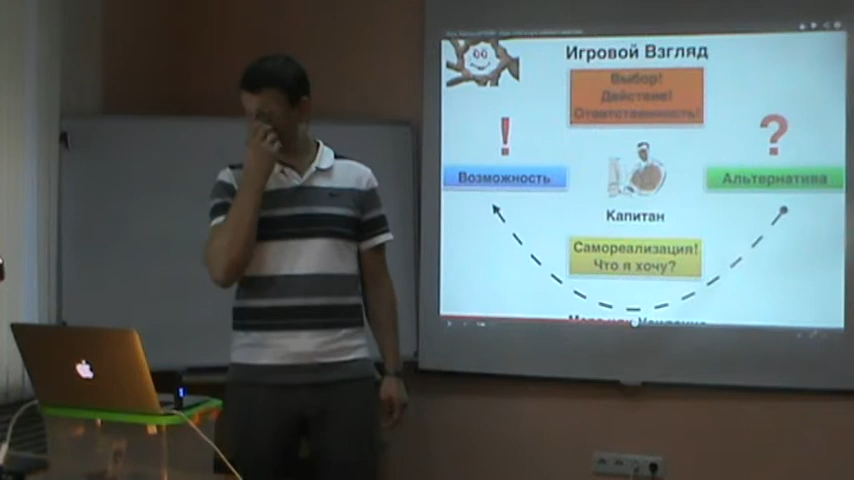 Игровой Взгляд
Выбор!
Действие!
Ответственность!
!
?
Возможность
Альтернатива
Капитан
Самореализация!
Что я хочу?